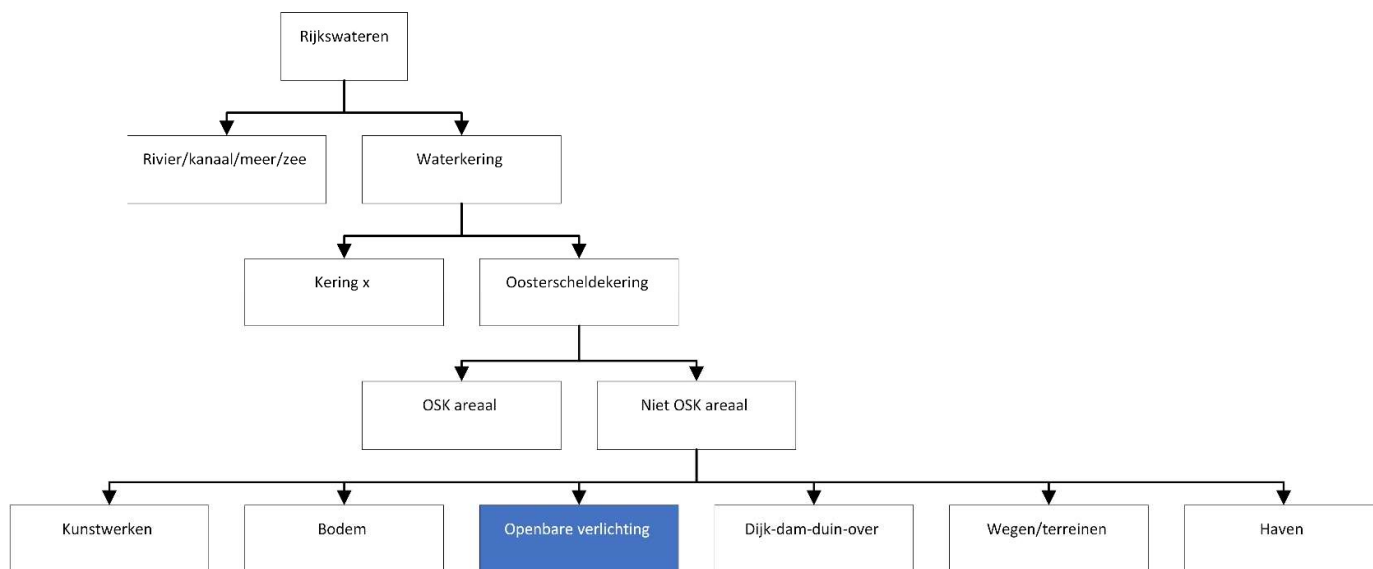 Rijkswateren
Rivier/kanaal/meer/zee
Waterkering
Kering x
Oosterscheldekering
OSK areaal
Niet OSK areaal
Kunstwerken
Bodem
Openbare verlichting
Dijk-dam-duin-over
Wegen/terreinen
Haven